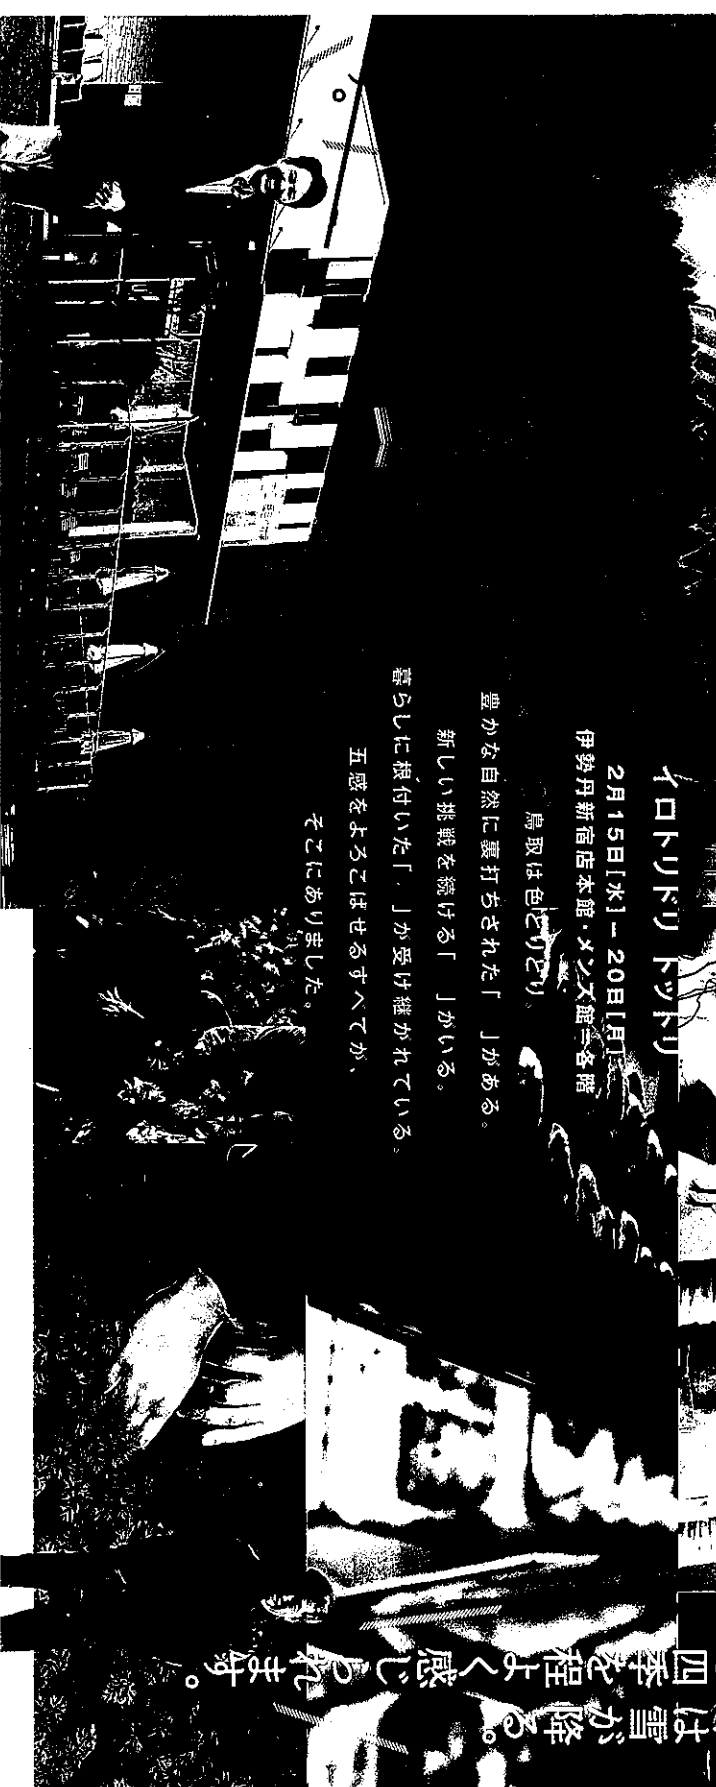 イロトリドリ トットリ
2月15日[水]－20日[月]
伊勢丹新宿店本館・メンズ館＝各階
鳥取は色とりどり
豊かな自然に裏打ちされた「　」がある。
新しい挑戦を続ける「　」がいる。
暮らしに根付いた「　」が受け継がれている。
五感をよろこばせるすべてが、
そこにありました。
は雪が降る。
四季を程よく感じられます。